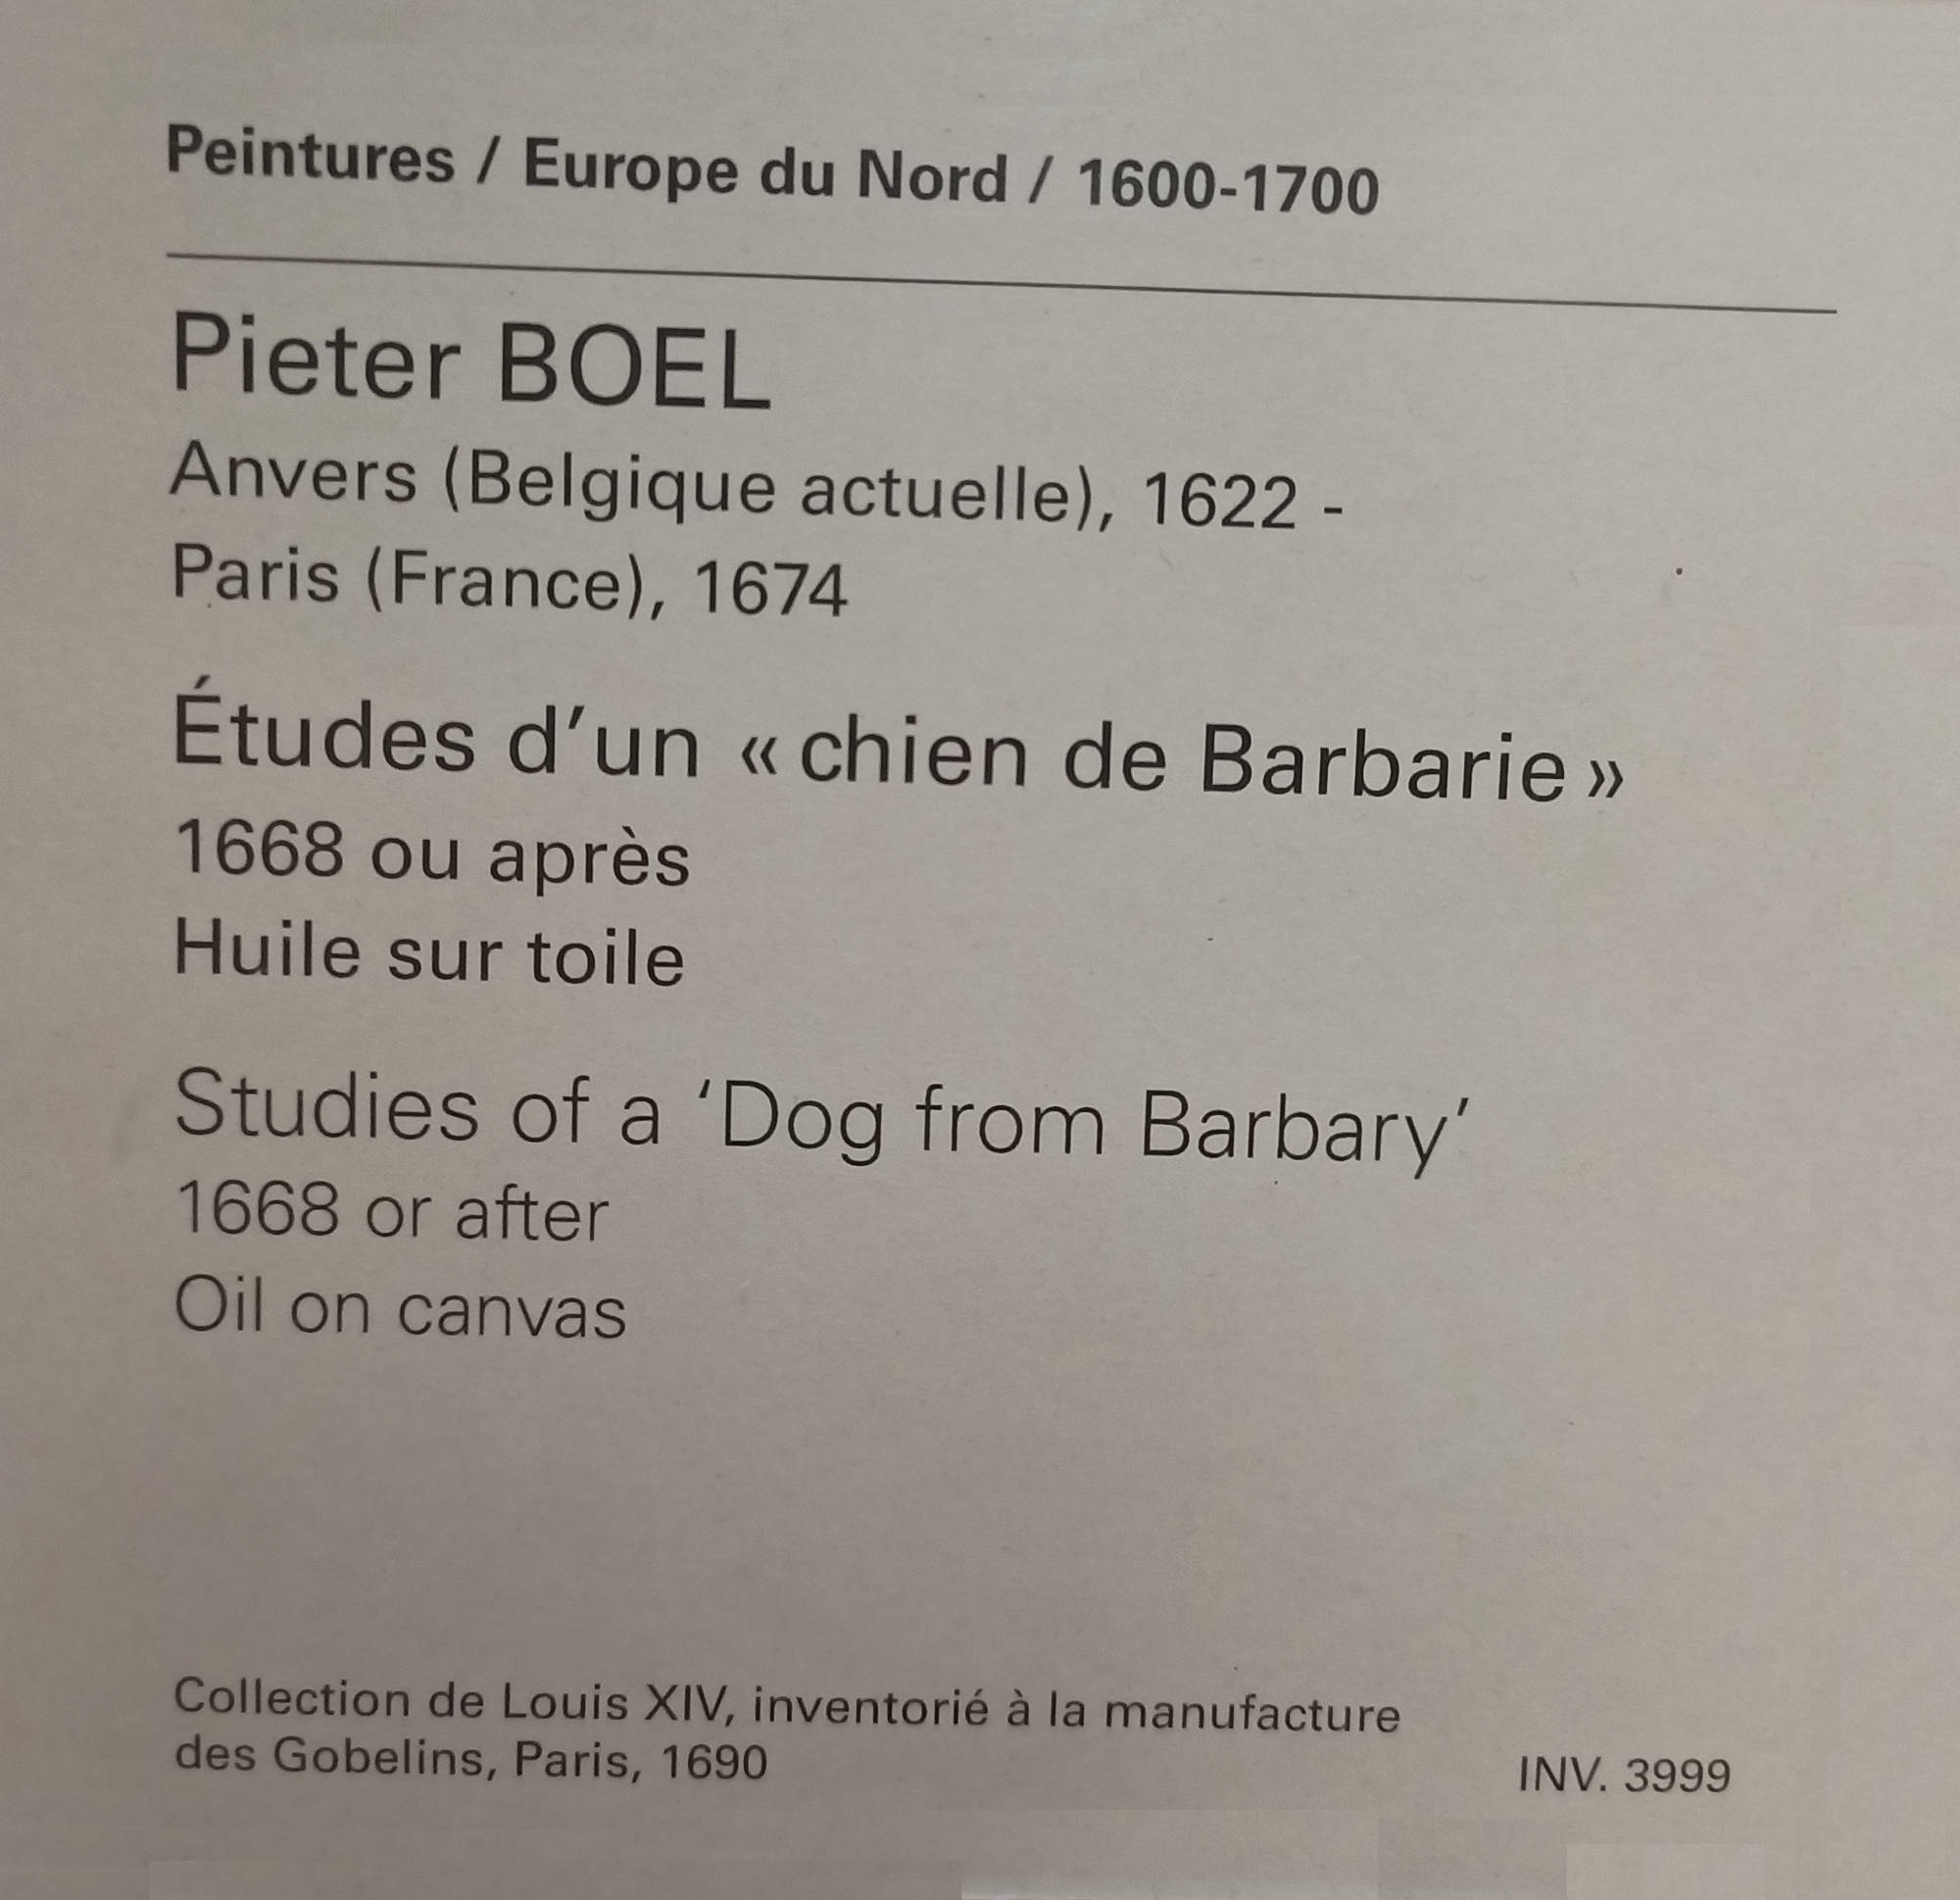 Peintures / Europe du Nord / 1600-1700
Pieter BOEL
Anvers (Belgique actuelle), 1622 -
Paris (France), 1674
Études d’un « chien de Barbarie »
1668 ou après
Huile sur toile
Studies of a ‘Dog from Barbary’
1668 or after
Oil on canvas
Collection de Louis XIV, inventorié à la manufacture
des Gobelins, Paris, 1690
INV. 3999